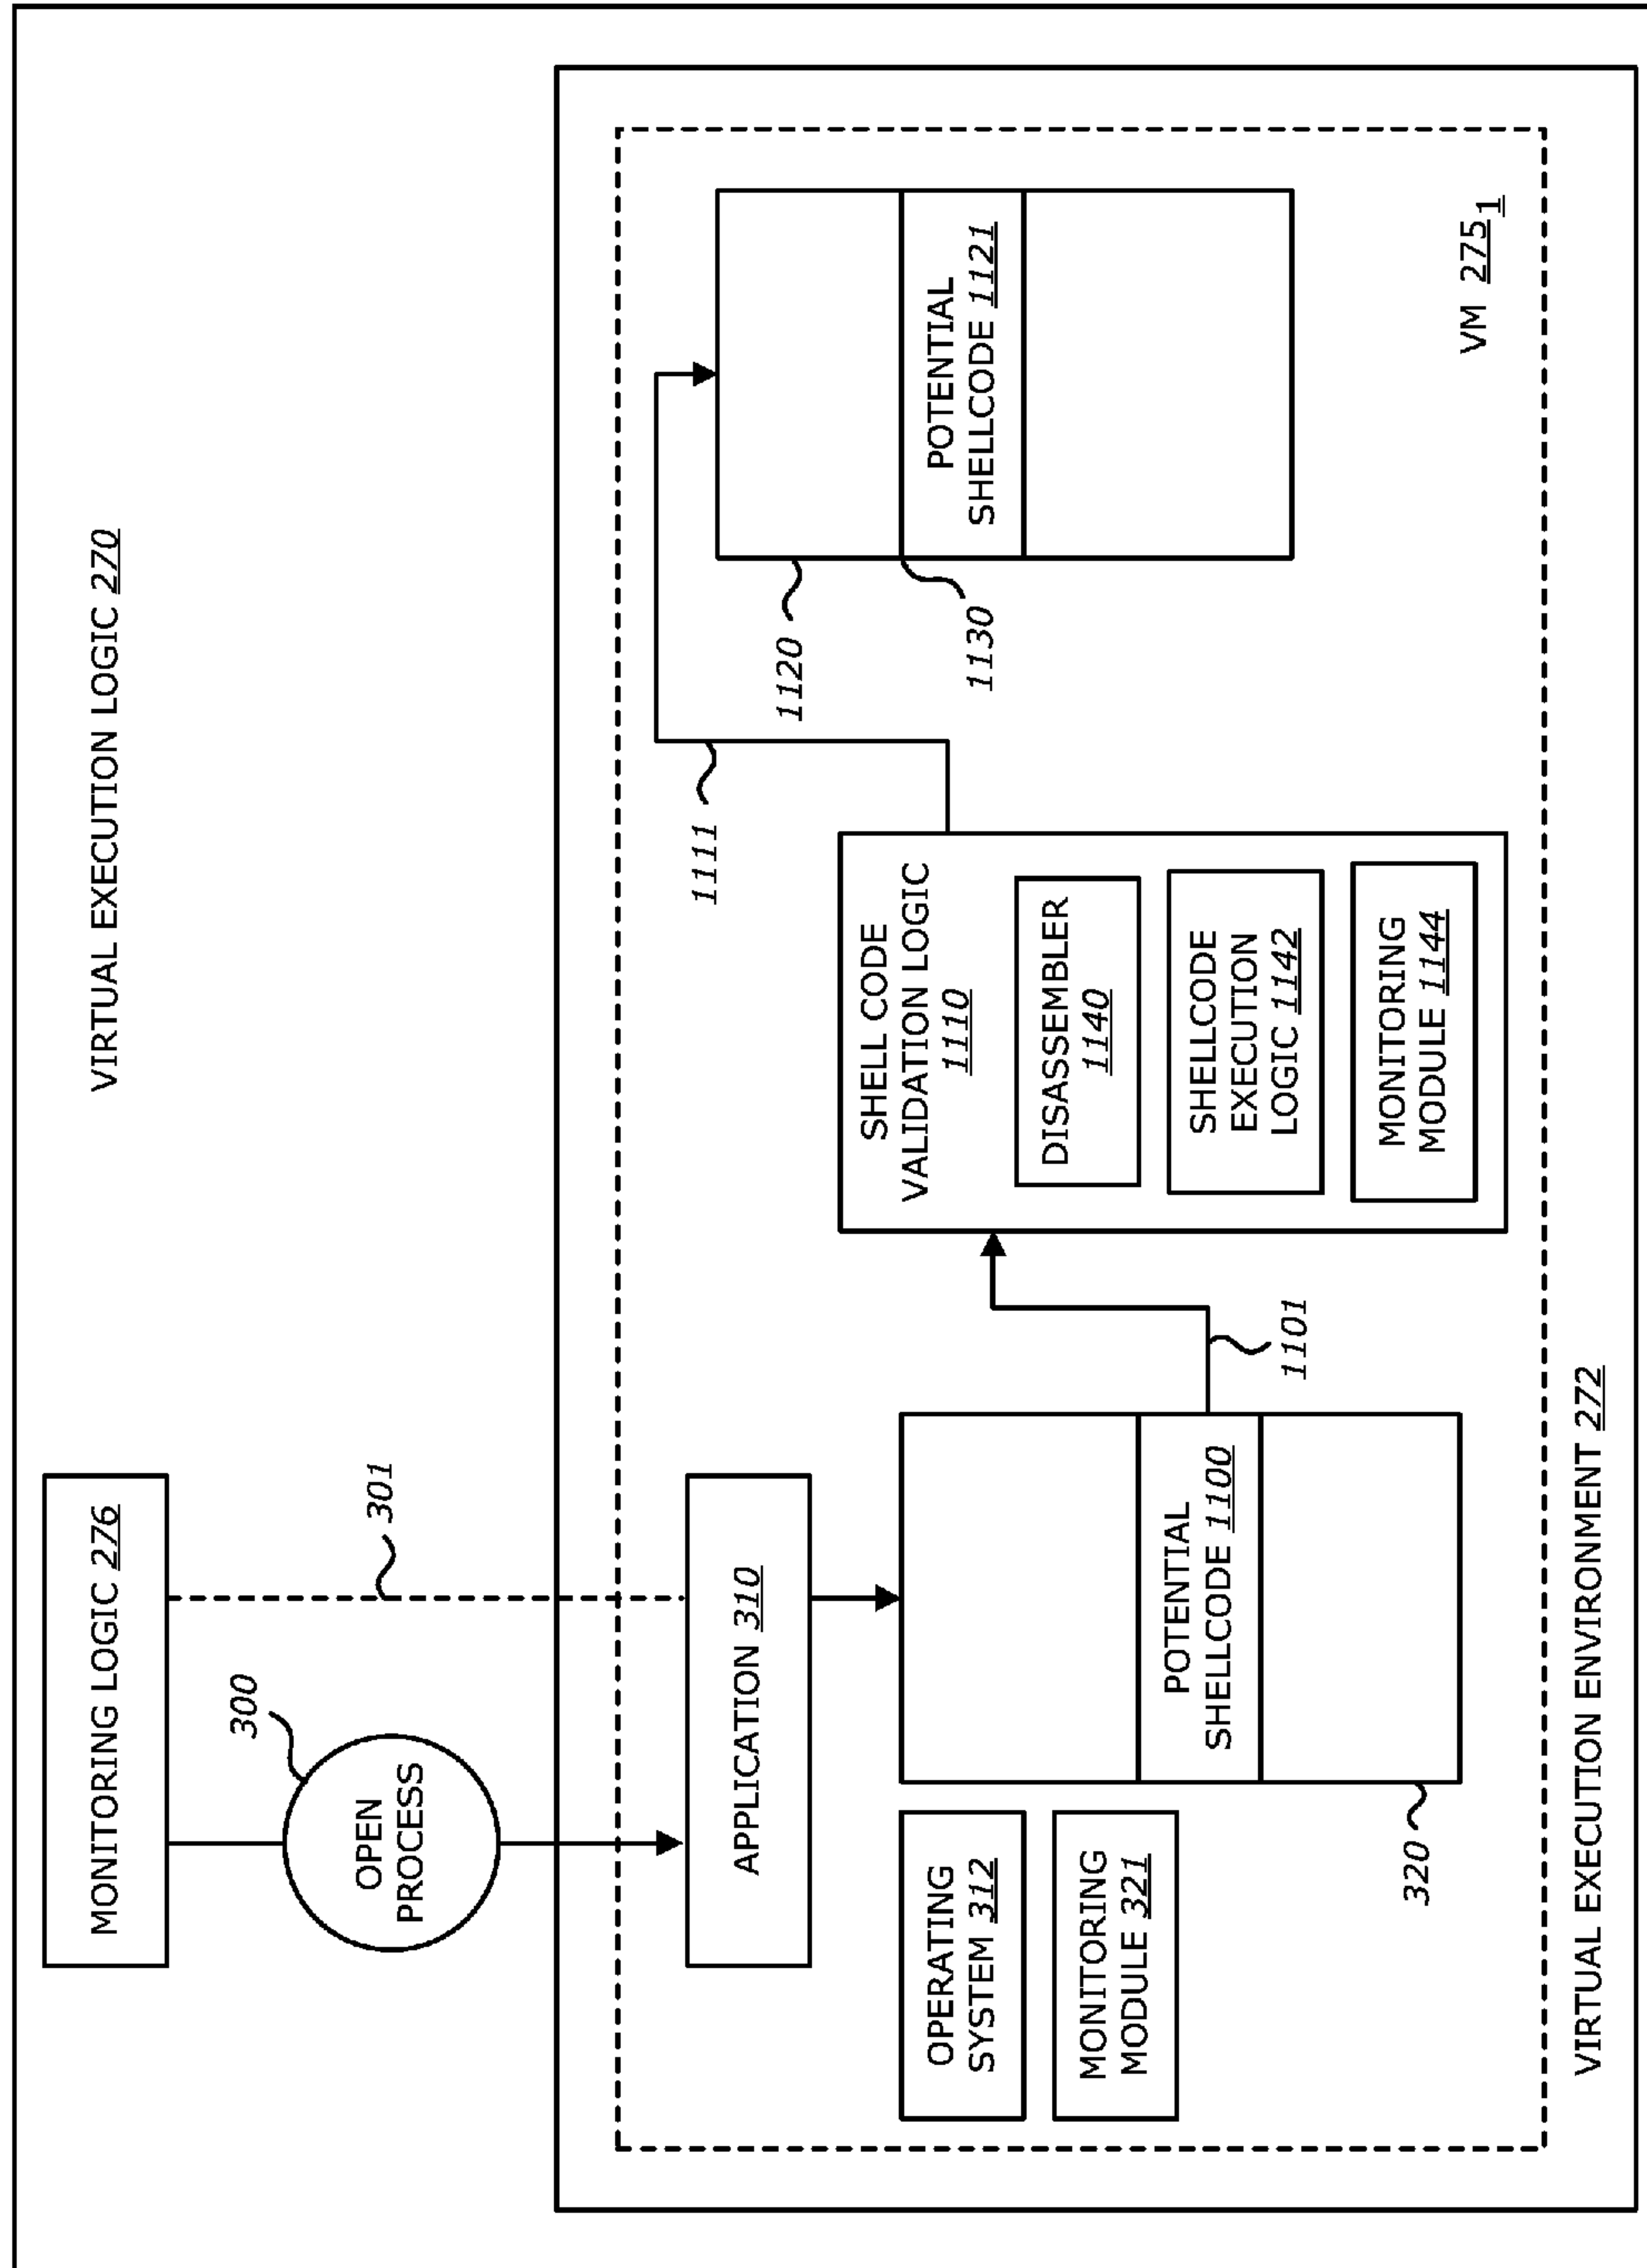 VIRTUAL EXECUTION LOGIC 270
MONITORING LOGIC 276
300
OPEN
PROCESS
301
APPLICATION 310
OPERATING
SYSTEM 312
MONITORING
MODULE 321
320
POTENTIAL
SHELLCODE 1100
1101
SHELL CODE
VALIDATION LOGIC
1110
DISASSEMBLER
1140
SHELLCODE
EXECUTION
LOGIC 1142
MONITORING
MODULE 1144
1111
1120
1130
POTENTIAL
SHELLCODE 1121
VM 275₁
VIRTUAL EXECUTION ENVIRONMENT 272